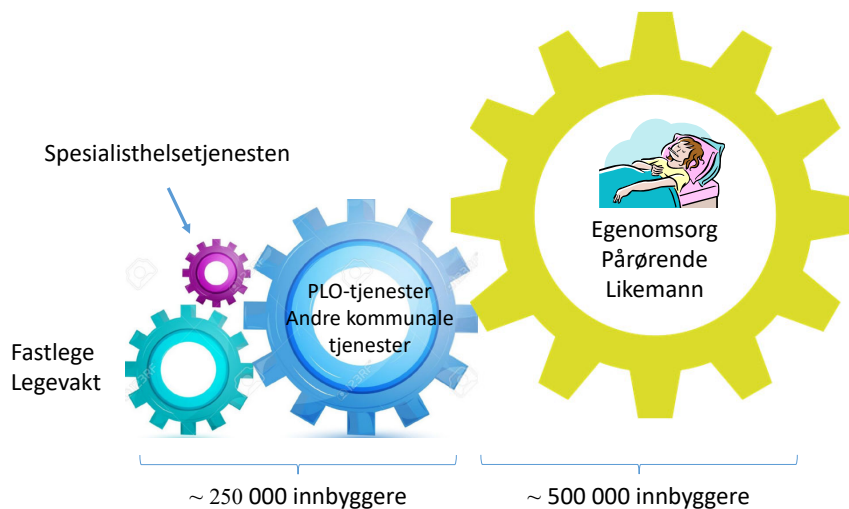 Spesialisthelsetjenesten
Egenomsorg
Pårørende
Likemann
PLO-tjenester
Andre kommunale
tjenester
Fastlege
Legevakt
~ 250 000 innbyggere
~ 500 000 innbyggere